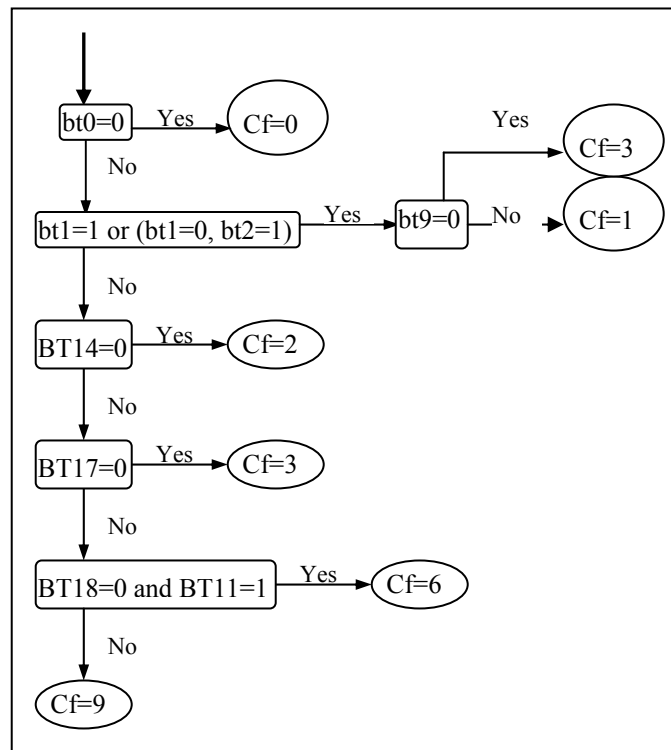 bt0=0
Yes
Cf=0
Yes
Cf=3
No
bt1=1 or (bt1=0, bt2=1)
Yes
bt9=0
No
Cf=1
No
BT14=0
Yes
Cf=2
No
BT17=0
Yes
Cf=3
No
BT18=0 and BT11=1
Yes
Cf=6
No
Cf=9